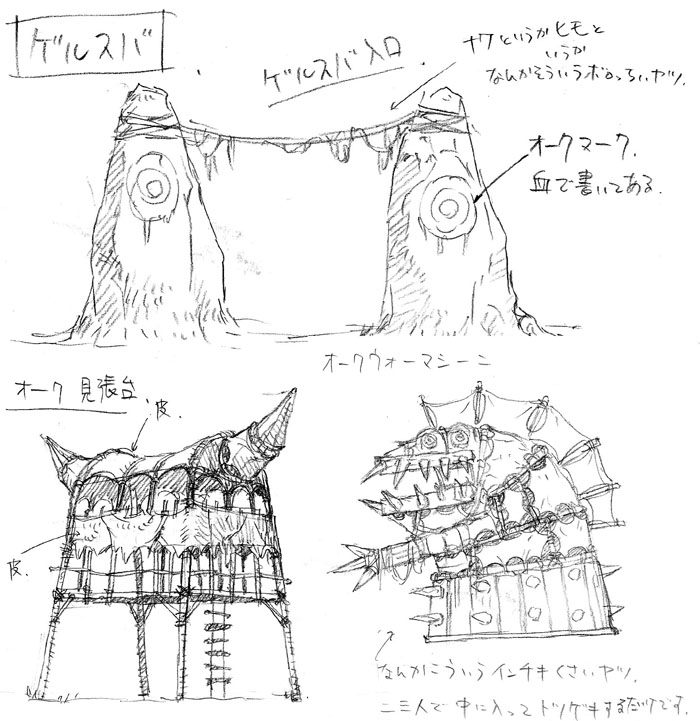 ゲルスバ
ゲルスバ入口
ナワというかヒモと
いうか
なんかそういうボロっちぃヤツ.
オークマーク.
血で書いてある.
オークウォーマシーン
オーク 見張台
皮.
皮.
なんかこういうインチキくさいヤツ.
二三人で中に入ってトツゲキするだけです.